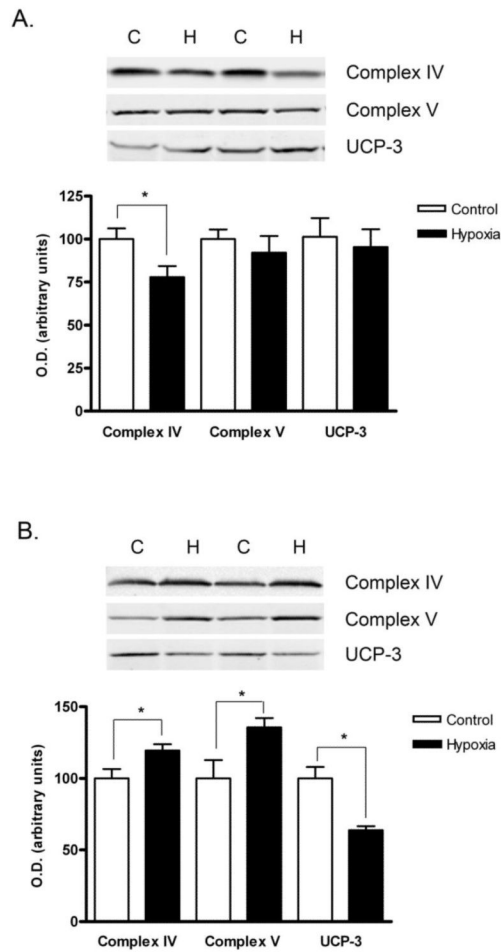 A.
C H C H
Complex IV
Complex V
UCP-3
125
100
75
50
25
0
O.D. (arbitrary units)
*
Control
Hypoxia
Complex IV Complex V UCP-3
B.
C H C H
Complex IV
Complex V
UCP-3
150
100
50
0
O.D. (arbitrary units)
* * *
Control
Hypoxia
Complex IV Complex V UCP-3